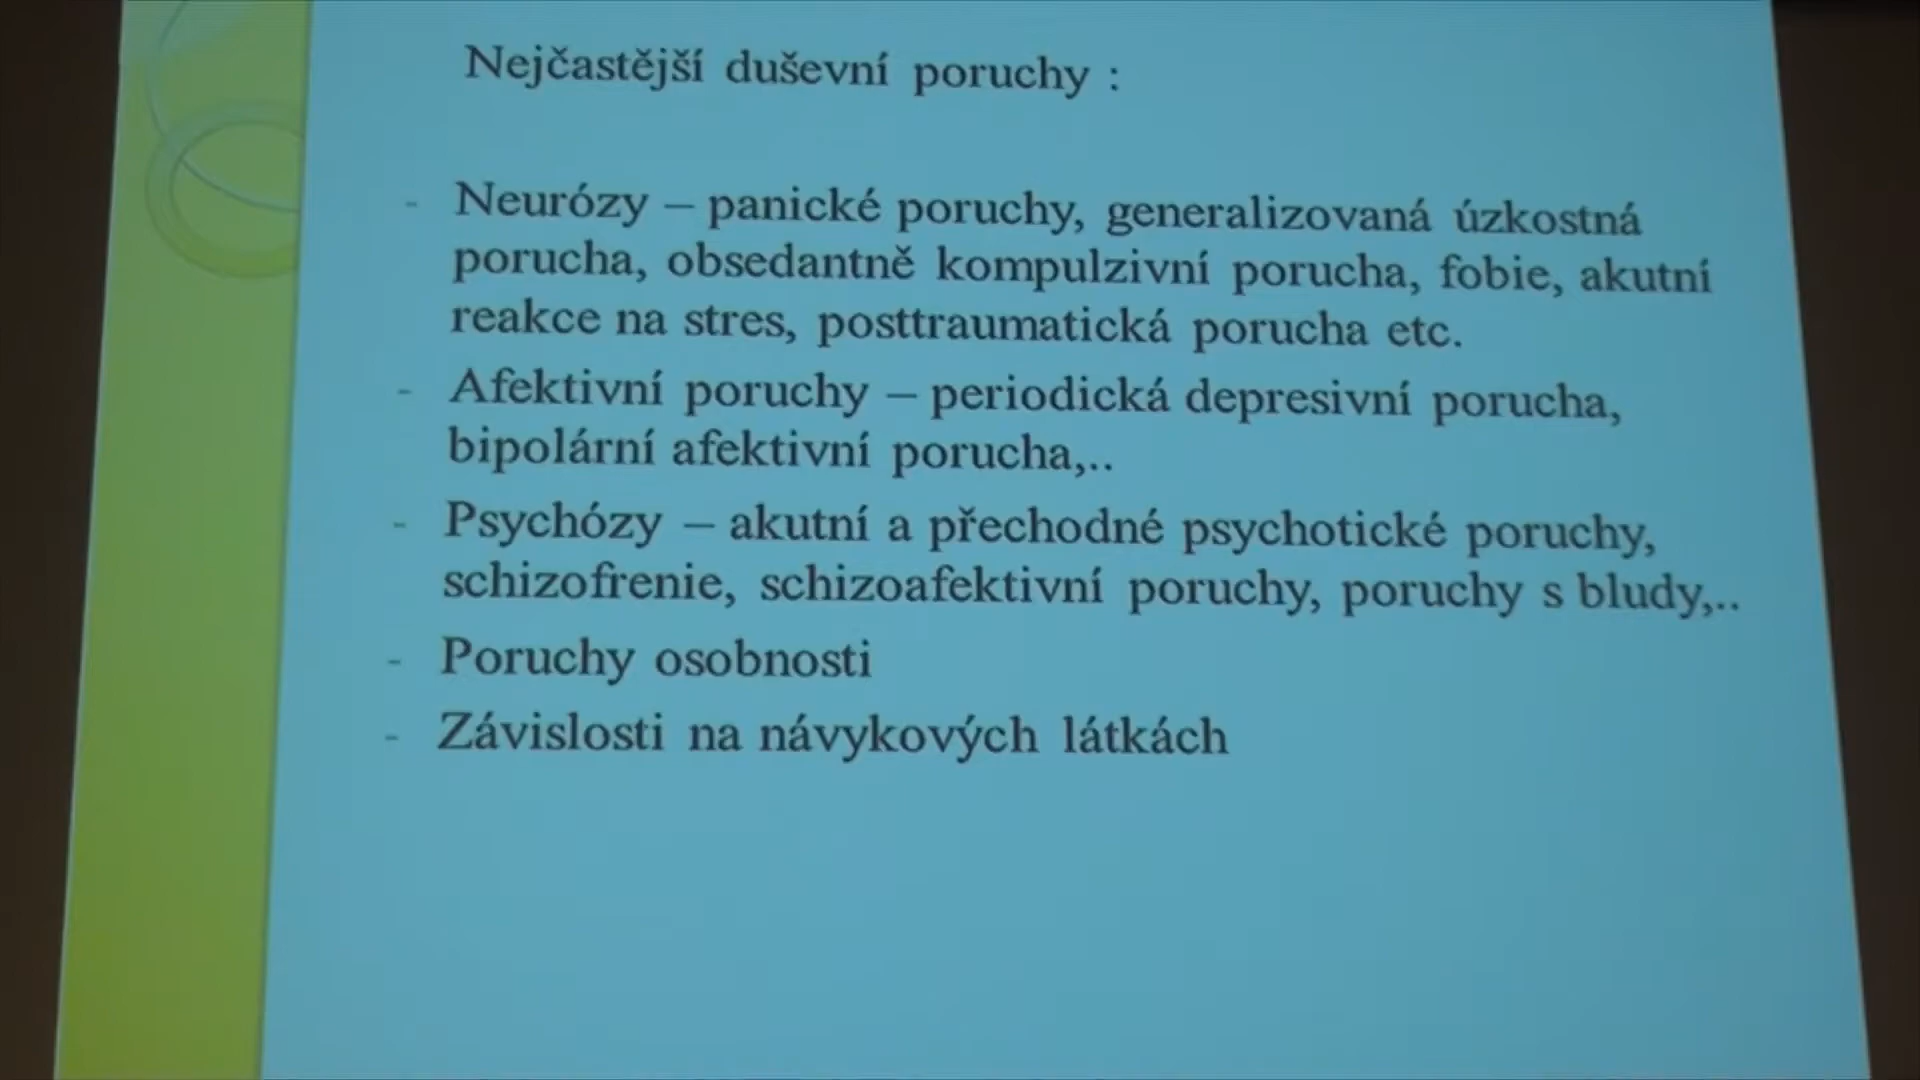 Nejčastější duševní poruchy :
- Neurózy – panické poruchy, generalizovaná úzkostná
porucha, obsedantně kompulzivní porucha, fobie, akutní
reakce na stres, posttraumatická porucha etc.
- Afektivní poruchy – periodická depresivní porucha,
bipolární afektivní porucha,..
- Psychózy – akutní a přechodné psychotické poruchy,
schizofrenie, schizoafektivní poruchy, poruchy s bludy,..
- Poruchy osobnosti
- Závislosti na návykových látkách